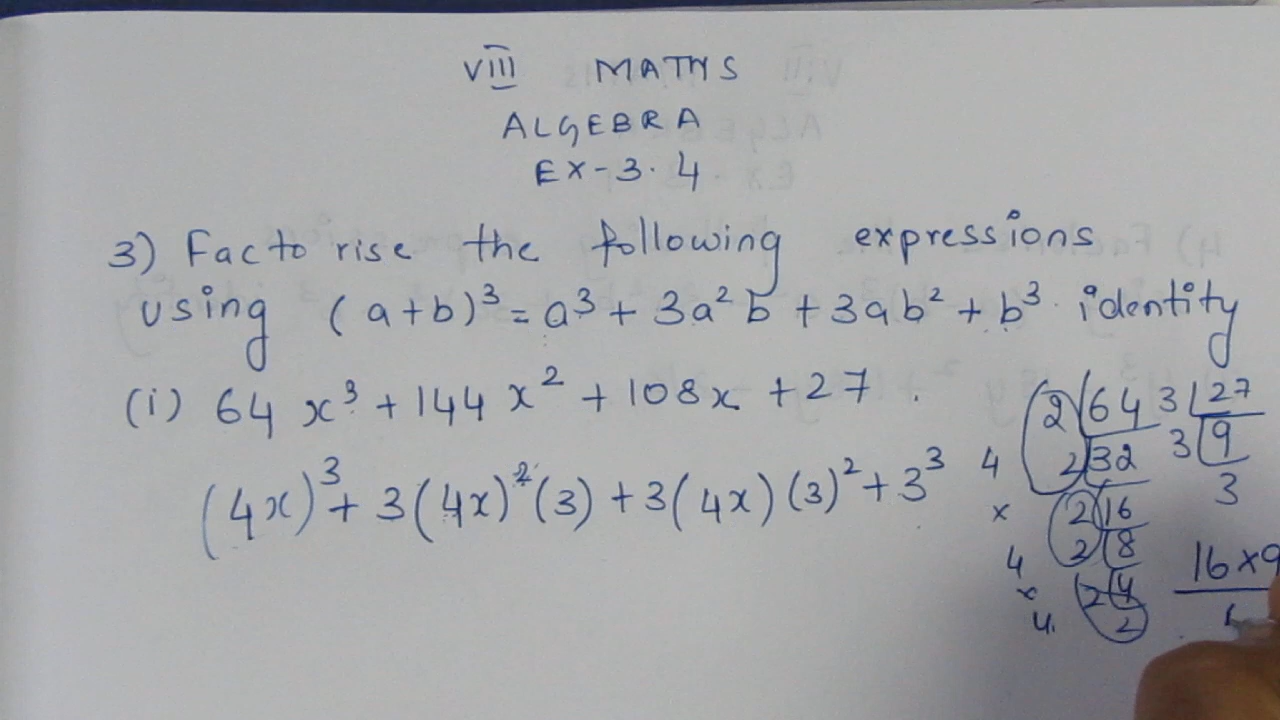 VIII MATHS
ALGEBRA
EX-3.4
3) Factorise the following expressions
using (a+b)³ = a³ + 3a²b + 3ab² + b³. identity
(i) 64x³ + 144x² + 108x + 27.
(4x)³ + 3(4x)²(3) + 3(4x)(3)² + 3³
4
x
4
x
4.
2 64
2 32
2 16
2 8
2 4
2
3 27
3 9
3
16x9